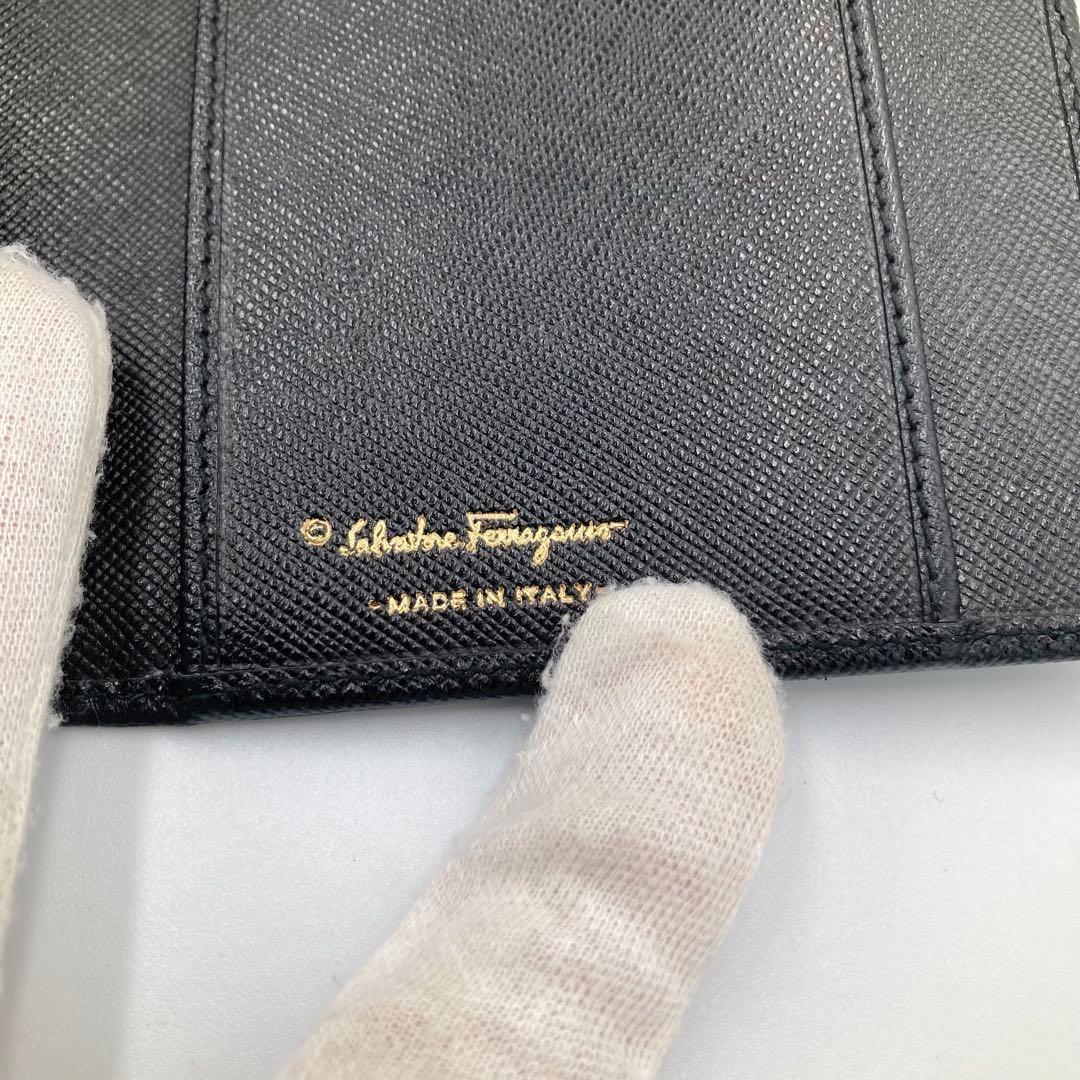 © Salvatore Ferragamo
-MADE IN ITALY-